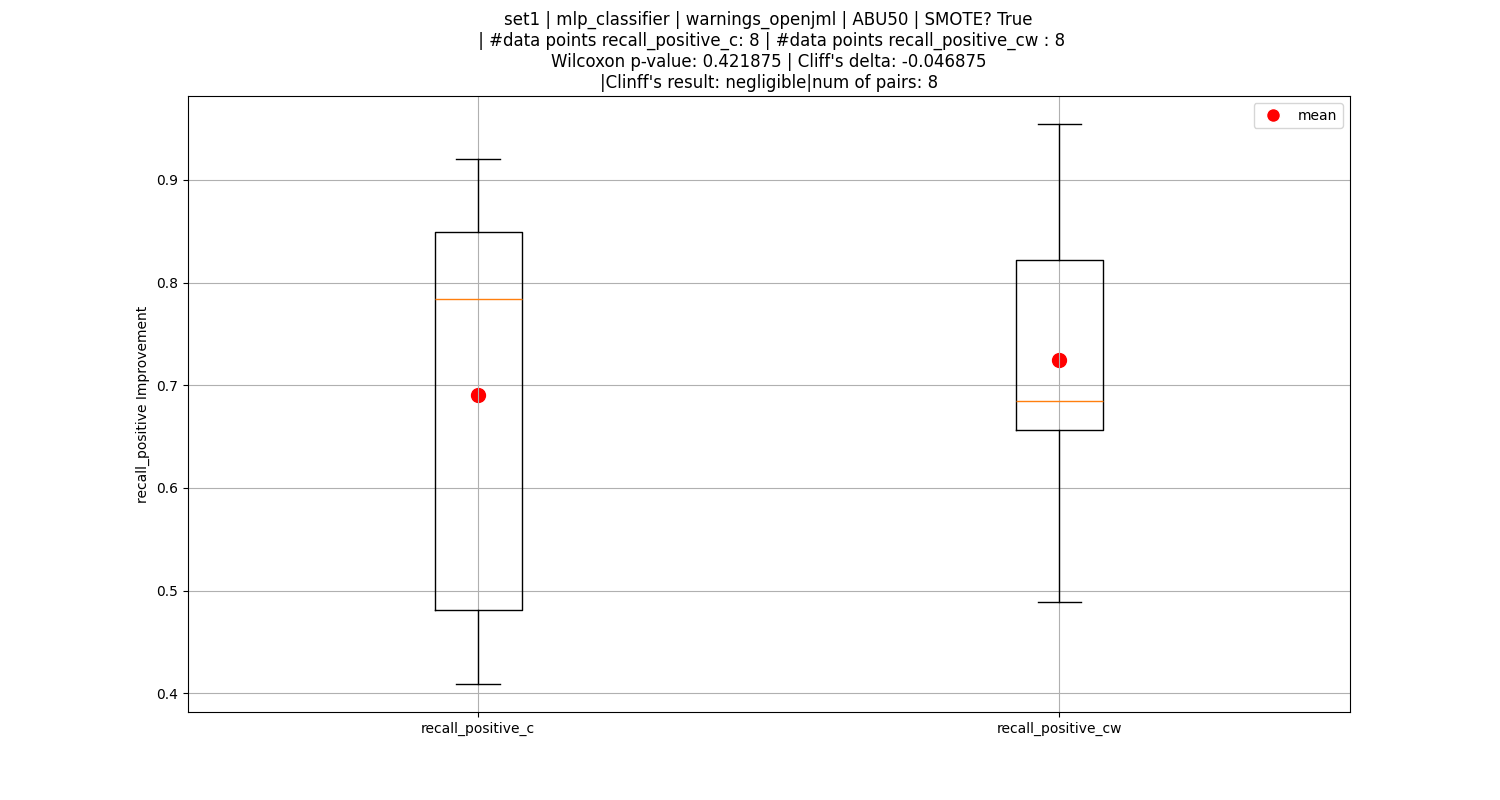 set1 | mlp_classifier | warnings_openjml | ABU50 | SMOTE? True
| #data points recall_positive_c: 8 | #data points recall_positive_cw : 8
Wilcoxon p-value: 0.421875 | Cliff's delta: -0.046875
|Clinff's result: negligible|num of pairs: 8
mean
recall_positive Improvement
0.9
0.8
0.7
0.6
0.5
0.4
recall_positive_c
recall_positive_cw